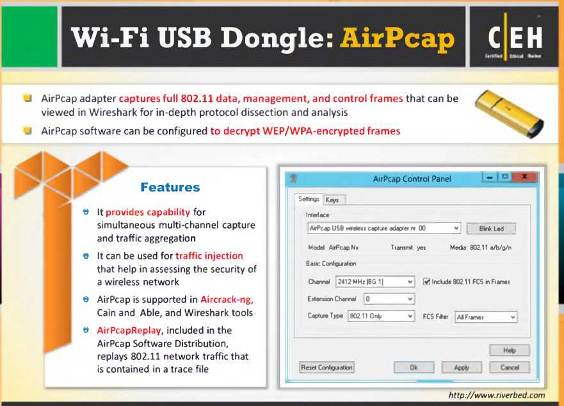 Wi-Fi USB Dongle: AirPcap
C|EH
Certified Ethical Hacker
AirPcap adapter captures full 802.11 data, management, and control frames that can be
viewed in Wireshark for in-depth protocol dissection and analysis
AirPcap software can be configured to decrypt WEP/WPA-encrypted frames
Features
It provides capability for
simultaneous multi-channel capture
and traffic aggregation
It can be used for traffic injection
that help in assessing the security of
a wireless network
AirPcap is supported in Aircrack-ng,
Cain and Able, and Wireshark tools
AirPcapReplay, included in the
AirPcap Software Distribution,
replays 802.11 network traffic that
is contained in a trace file
AirPcap Control Panel
Settings Keys
Interface
AirPcap USB wireless capture adapter nr. 00
Blink Led
Model: AirPcap Nx Transmit: yes Media: 802.11 a/b/g/n
Basic Configuration
Channel 2412 MHz [BG 1] Include 802.11 FCS in Frames
Extension Channel 0
Capture Type 802.11 Only FCS Filter All Frames
Help
Reset Configuration Ok Apply Cancel
http://www.riverbed.com